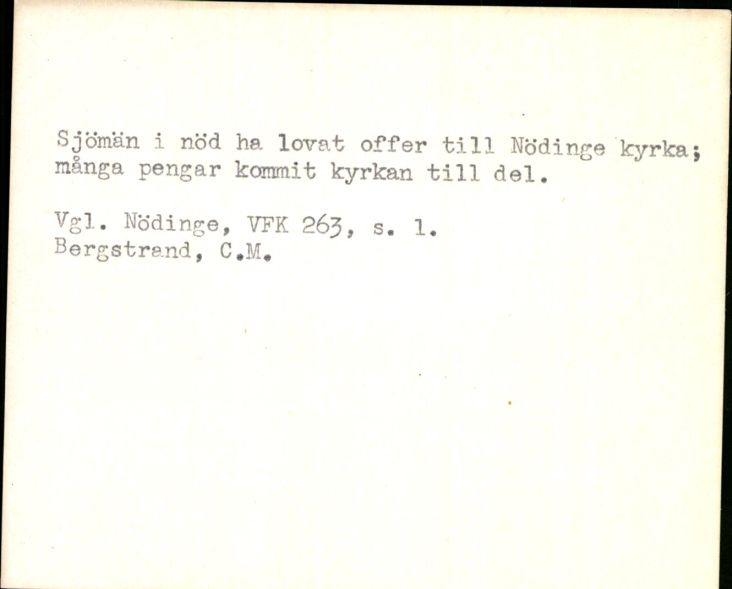 Sjömän i nöd ha lovat offer till Nödinge kyrka;
många pengar kommit kyrkan till del.
Vgl. Nödinge, VFK 263, s. 1.
Bergstrand, C.M.